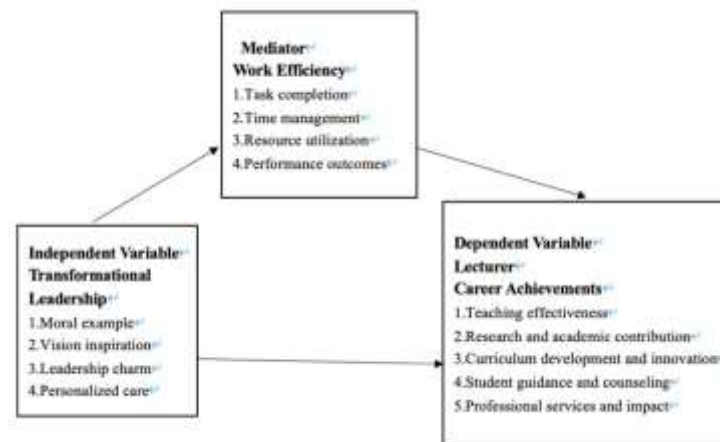 Mediator
Work Efficiency
1.Task completion
2.Time management
3.Resource utilization
4.Performance outcomes
Independent Variable
Transformational
Leadership
1.Moral example
2.Vision inspiration
3.Leadership charm
4.Personalized care
Dependent Variable
Lecturer
Career Achievements
1.Teaching effectiveness
2.Research and academic contribution
3.Curriculum development and innovation
4.Student guidance and counseling
5.Professional services and impact